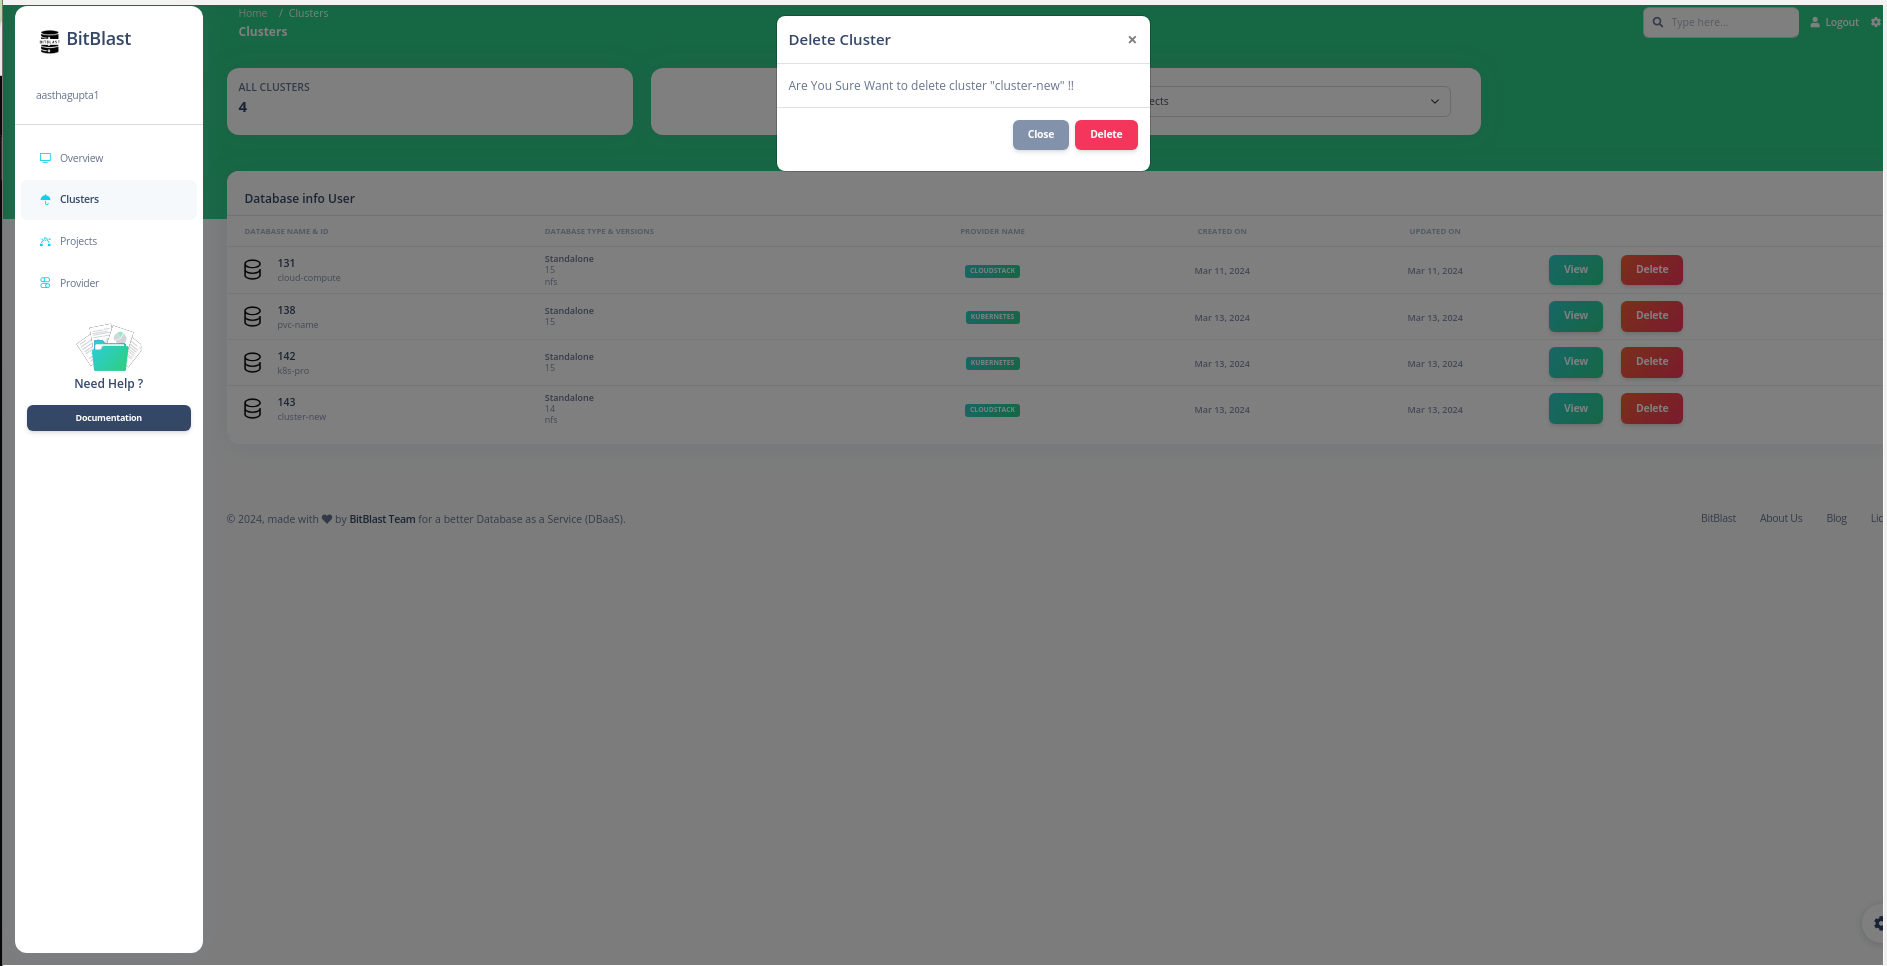 BitBlast
aasthagupta1
Overview
Clusters
Projects
Provider
Need Help ?
Documentation
Home / Clusters
Clusters
Type here...
Logout
ALL CLUSTERS
4
Delete Cluster
×
Are You Sure Want to delete cluster "cluster-new" !!
Close
Delete
Database info User
DATABASE NAME & ID DATABASE TYPE & VERSIONS PROVIDER NAME CREATED ON UPDATED ON
131
cloud-compute
Standalone
15
nfs
CLOUDSTACK
Mar 11, 2024
Mar 11, 2024
View
Delete
138
pvc-name
Standalone
15
KUBERNETES
Mar 13, 2024
Mar 13, 2024
View
Delete
142
k8s-pro
Standalone
15
KUBERNETES
Mar 13, 2024
Mar 13, 2024
View
Delete
143
cluster-new
Standalone
14
nfs
CLOUDSTACK
Mar 13, 2024
Mar 13, 2024
View
Delete
© 2024, made with ♥ by BitBlast Team for a better Database as a Service (DBaaS).
BitBlast About Us Blog